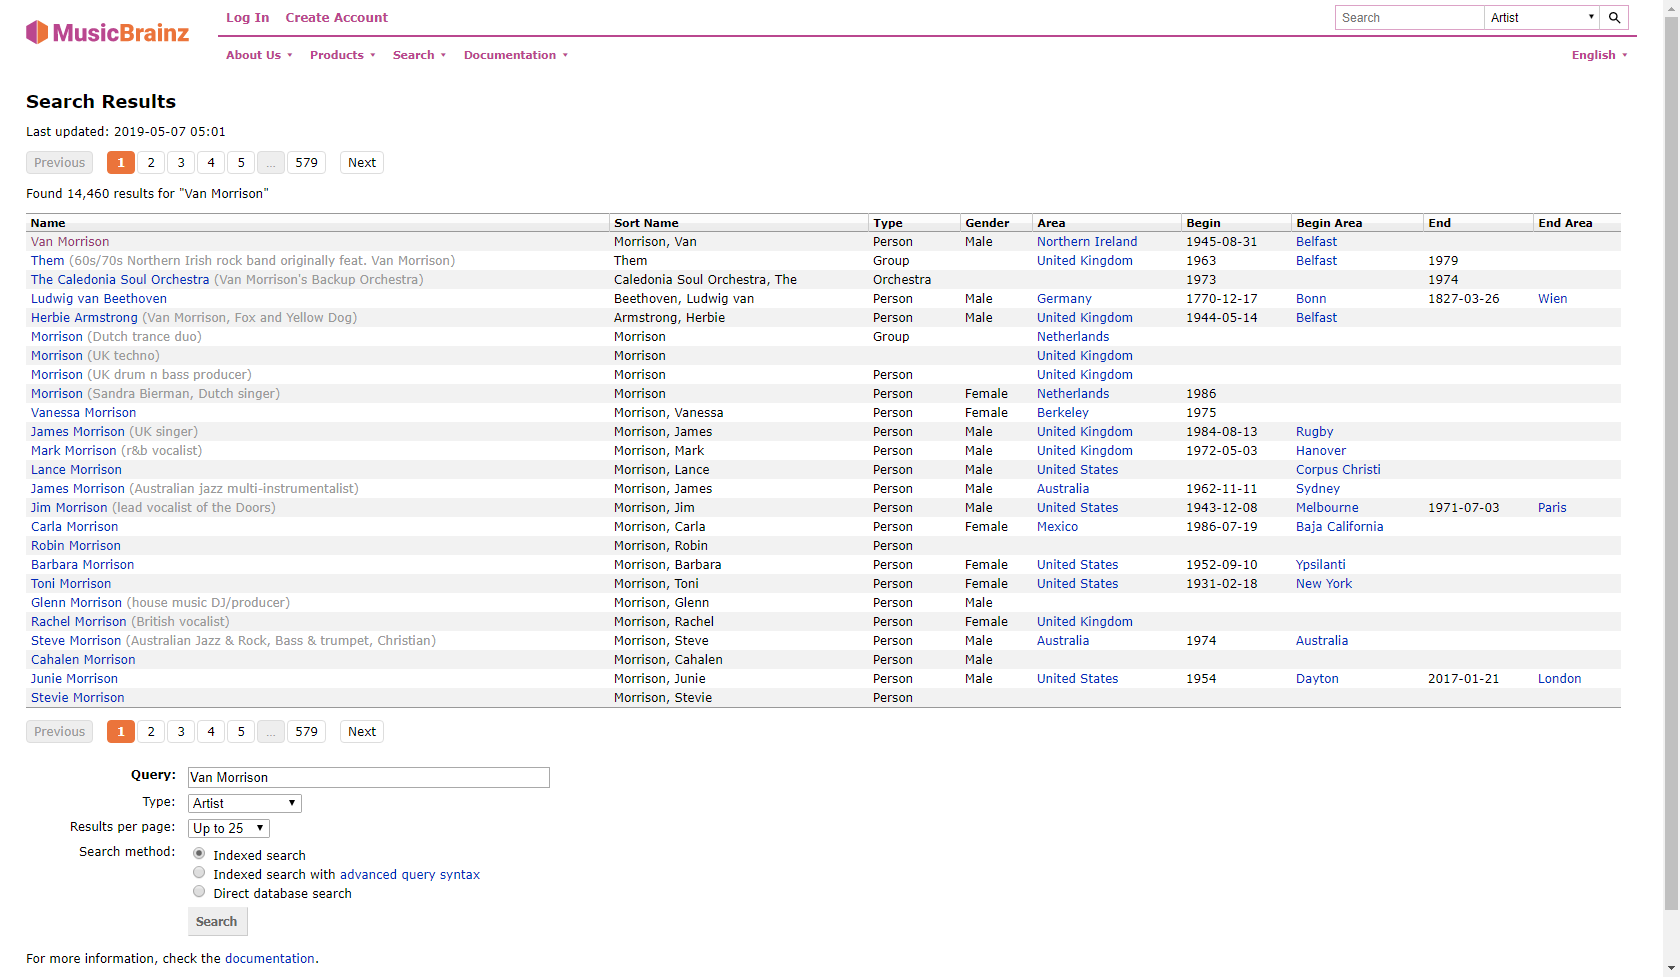 MusicBrainz
Log In Create Account
Search Artist
About Us Products Search Documentation English
Search Results
Last updated: 2019-05-07 05:01
Previous 1 2 3 4 5 ... 579 Next
Found 14,460 results for "Van Morrison"
Name Sort Name Type Gender Area Begin Begin Area End End Area
Van Morrison Morrison, Van Person Male Northern Ireland 1945-08-31 Belfast
Them (60s/70s Northern Irish rock band originally feat. Van Morrison) Them Group United Kingdom 1963 Belfast 1979
The Caledonia Soul Orchestra (Van Morrison's Backup Orchestra) Caledonia Soul Orchestra, The Orchestra 1973 1974
Ludwig van Beethoven Beethoven, Ludwig van Person Male Germany 1770-12-17 Bonn 1827-03-26 Wien
Herbie Armstrong (Van Morrison, Fox and Yellow Dog) Armstrong, Herbie Person Male United Kingdom 1944-05-14 Belfast
Morrison (Dutch trance duo) Morrison Group Netherlands
Morrison (UK techno) Morrison United Kingdom
Morrison (UK drum n bass producer) Morrison Person United Kingdom
Morrison (Sandra Bierman, Dutch singer) Morrison Person Female Netherlands 1986
Vanessa Morrison Morrison, Vanessa Person Female Berkeley 1975
James Morrison (UK singer) Morrison, James Person Male United Kingdom 1984-08-13 Rugby
Mark Morrison (r&b vocalist) Morrison, Mark Person Male United Kingdom 1972-05-03 Hanover
Lance Morrison Morrison, Lance Person Male United States Corpus Christi
James Morrison (Australian jazz multi-instrumentalist) Morrison, James Person Male Australia 1962-11-11 Sydney
Jim Morrison (lead vocalist of the Doors) Morrison, Jim Person Male United States 1943-12-08 Melbourne 1971-07-03 Paris
Carla Morrison Morrison, Carla Person Female Mexico 1986-07-19 Baja California
Robin Morrison Morrison, Robin Person
Barbara Morrison Morrison, Barbara Person Female United States 1952-09-10 Ypsilanti
Toni Morrison Morrison, Toni Person Female United States 1931-02-18 New York
Glenn Morrison (house music DJ/producer) Morrison, Glenn Person Male
Rachel Morrison (British vocalist) Morrison, Rachel Person Female United Kingdom
Steve Morrison (Australian Jazz & Rock, Bass & trumpet, Christian) Morrison, Steve Person Male Australia 1974 Australia
Cahalen Morrison Morrison, Cahalen Person Male
Junie Morrison Morrison, Junie Person Male United States 1954 Dayton 2017-01-21 London
Stevie Morrison Morrison, Stevie Person
Previous 1 2 3 4 5 ... 579 Next
Query: Van Morrison
Type: Artist
Results per page: Up to 25
Search method: Indexed search
Indexed search with advanced query syntax
Direct database search
Search
For more information, check the documentation.